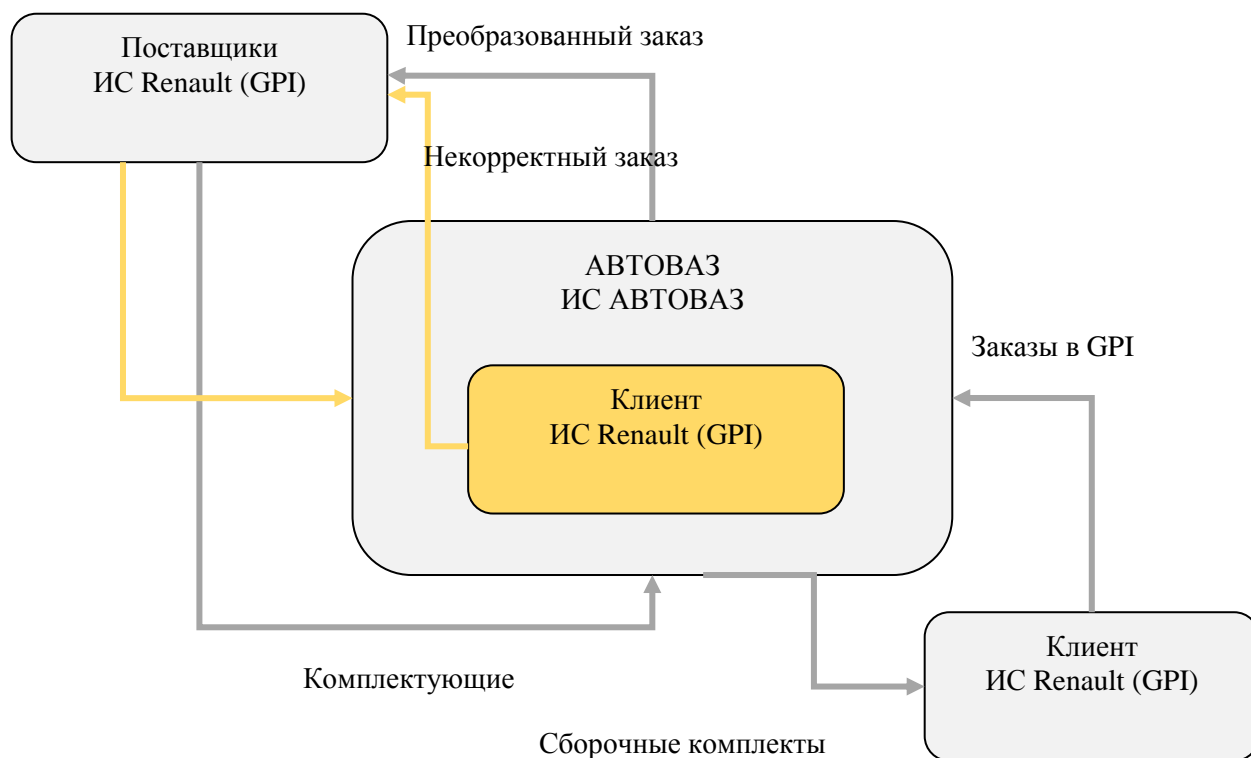 Поставщики
ИС Renault (GPI)
Преобразованный заказ
Некорректный заказ
АВТОВАЗ
ИС АВТОВАЗ
Заказы в GPI
Клиент
ИС Renault (GPI)
Клиент
ИС Renault (GPI)
Комплектующие
Сборочные комплекты